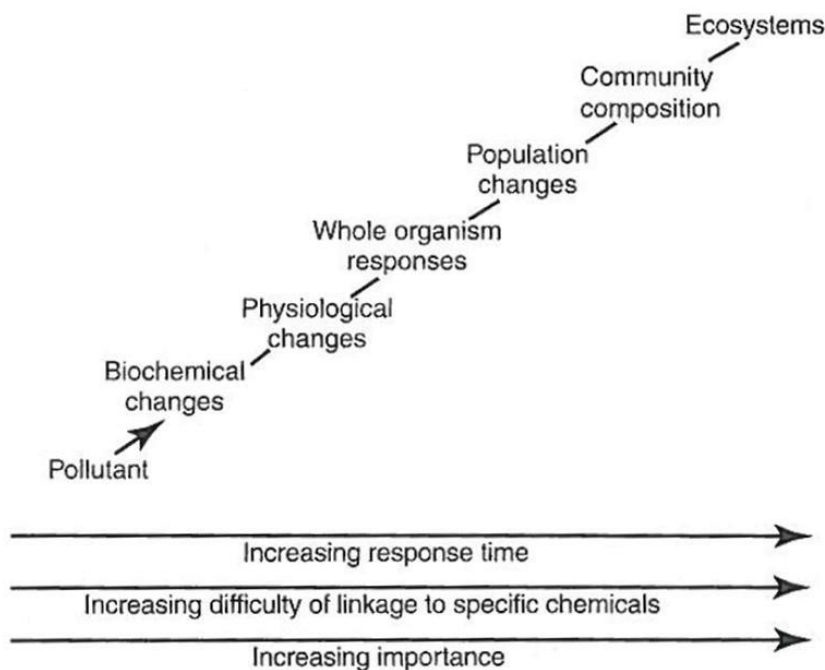 Ecosystems
Community
composition
Population
changes
Whole organism
responses
Physiological
changes
Biochemical
changes
Pollutant
Increasing response time
Increasing difficulty of linkage to specific chemicals
Increasing importance